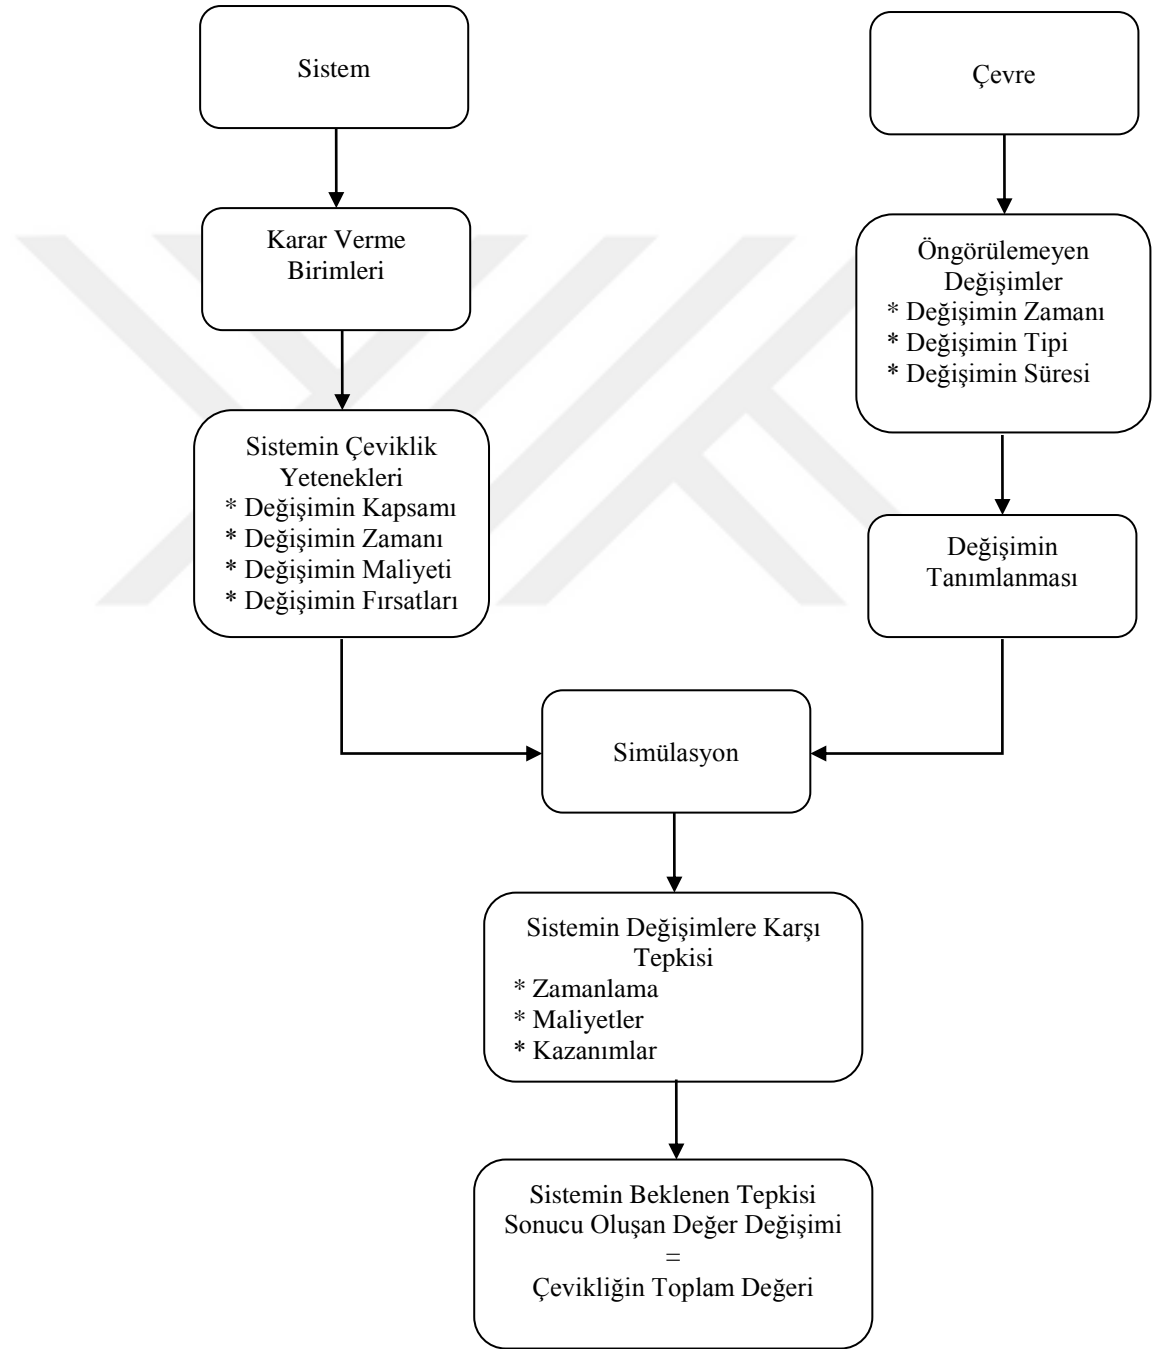 Sistem
Çevre
Karar Verme
Birimleri
Öngörülemeyen
Değişimler
* Değişimin Zamanı
* Değişimin Tipi
* Değişimin Süresi
Sistemin Çeviklik
Yetenekleri
* Değişimin Kapsamı
* Değişimin Zamanı
* Değişimin Maliyeti
* Değişimin Fırsatları
Değişimin
Tanımlanması
Simülasyon
Sistemin Değişimlere Karşı
Tepkisi
* Zamanlama
* Maliyetler
* Kazanımlar
Sistemin Beklenen Tepkisi
Sonucu Oluşan Değer Değişimi
=
Çevikliğin Toplam Değeri